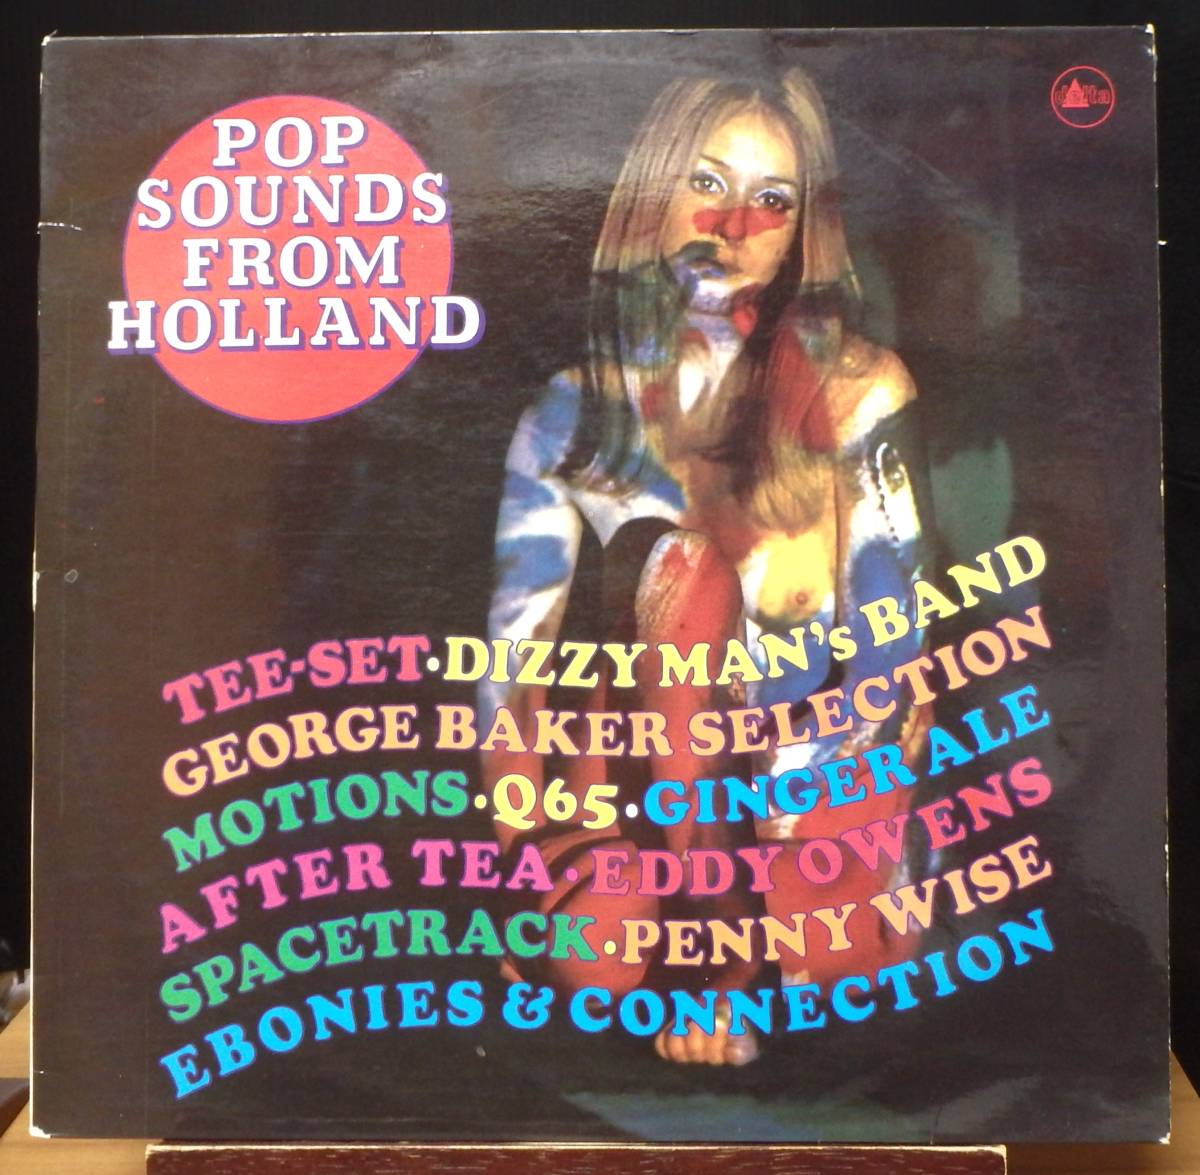 POP
SOUNDS
FROM
HOLLAND
delta
TEE-SET·DIZZY MAN's BAND
GEORGE BAKER SELECTION
MOTIONS·Q65·GINGER ALE
AFTER TEA·EDDY OWENS
SPACETRACK·PENNY WISE
EBONIES & CONNECTION